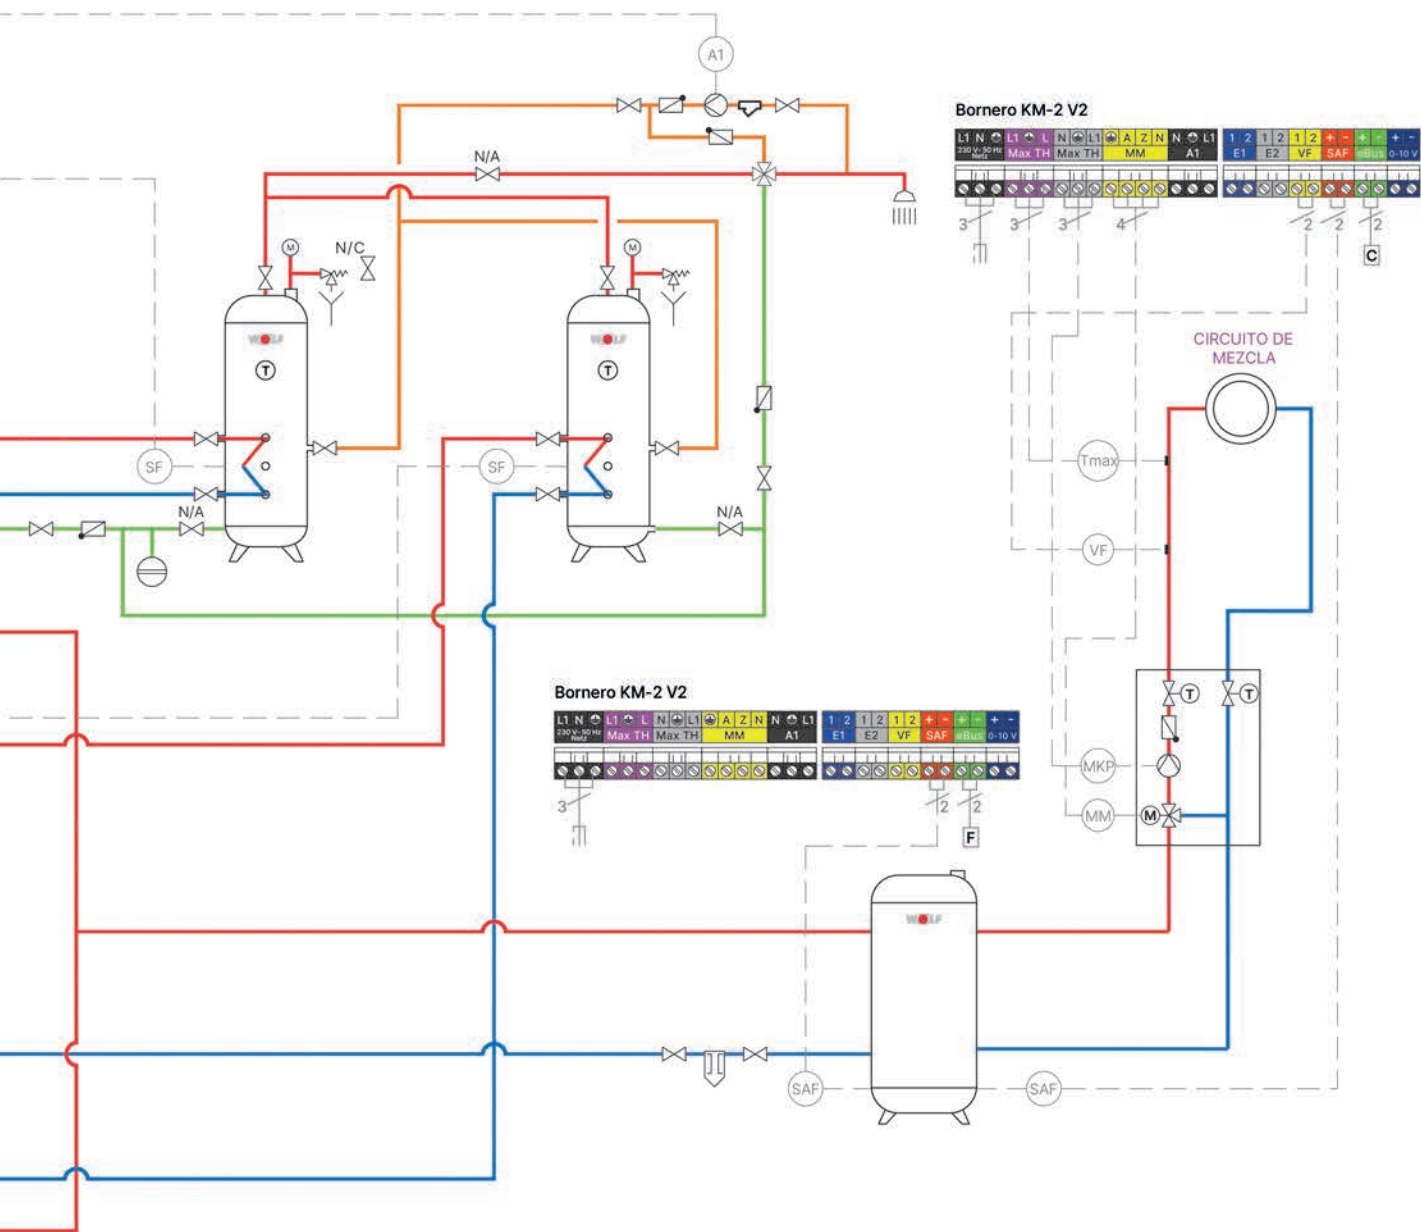 A1
Bornero KM-2 V2
L1 N L1 L N L1 A Z N N L1 1 2 1 2 1 2 + - + - + -
230 V~50 Hz Netz Max TH Max TH MM A1 E1 E2 VF SAF eBus 0-10 V
3 3 3 4 2 2 2
C
N/A
M
N/C
M
WOLF
WOLF
T
T
CIRCUITO DE
MEZCLA
SF
SF
Tmax
N/A
N/A
VF
Bornero KM-2 V2
L1 N L1 L N L1 A Z N N L1 1 2 1 2 1 2 + - + - + -
230 V~50 Hz Netz Max TH Max TH MM A1 E1 E2 VF SAF eBus 0-10 V
3 2 2
F
T
T
MKP
MM
M
WOLF
SAF
SAF